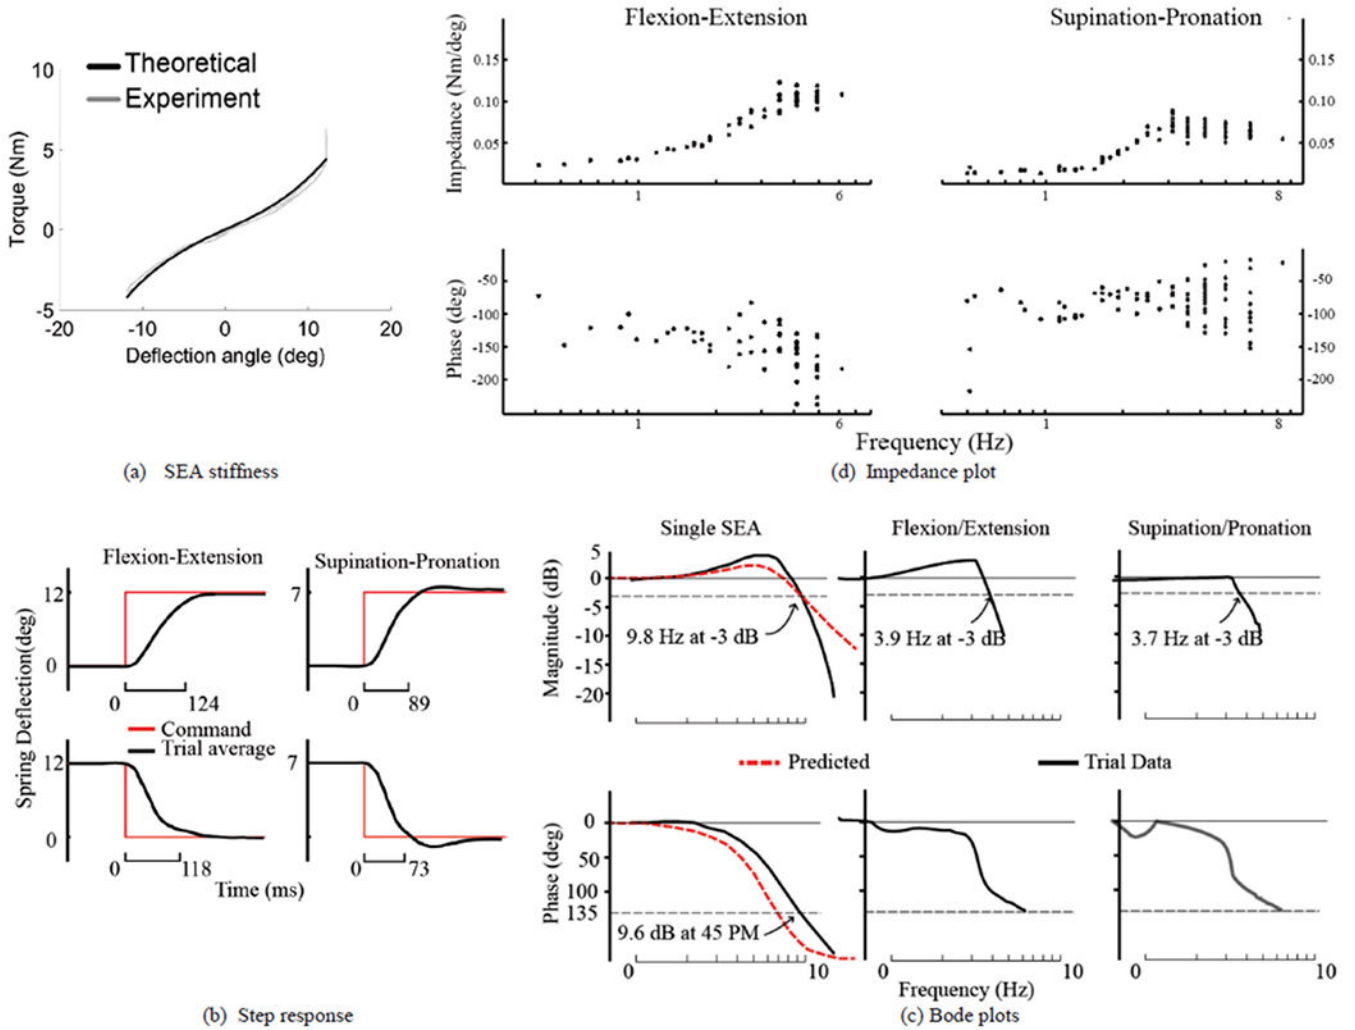 Theoretical
Experiment
10
5
0
-5
-20
-10
0
10
20
Torque (Nm)
Deflection angle (deg)
(a) SEA stiffness
Flexion-Extension
Supination-Pronation
Impedance (Nm/deg)
0.15
0.10
0.05
1
6
0.15
0.10
0.05
1
8
Phase (deg)
-50
-100
-150
-200
1
6
-50
-100
-150
-200
1
8
Frequency (Hz)
(d) Impedance plot
Flexion-Extension
Supination-Pronation
Spring Deflection(deg)
12
0
0
124
7
0
89
Command
Trial average
12
0
0
118
7
0
73
Time (ms)
(b) Step response
Single SEA
Flexion/Extension
Supination/Pronation
Magnitude (dB)
5
0
-5
-10
-15
-20
9.8 Hz at -3 dB
3.9 Hz at -3 dB
3.7 Hz at -3 dB
Predicted
Trial Data
Phase (deg)
0
50
100
135
9.6 dB at 45 PM
0
10
0
10
0
10
Frequency (Hz)
(c) Bode plots